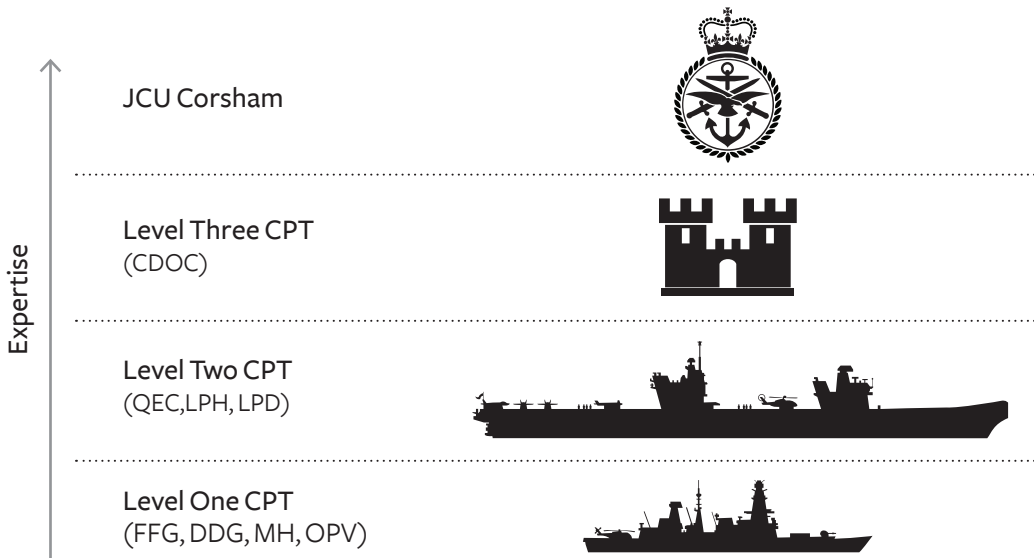 JCU Corsham
Level Three CPT
(CDOC)
Expertise
Level Two CPT
(QEC,LPH, LPD)
Level One CPT
(FFG, DDG, MH, OPV)